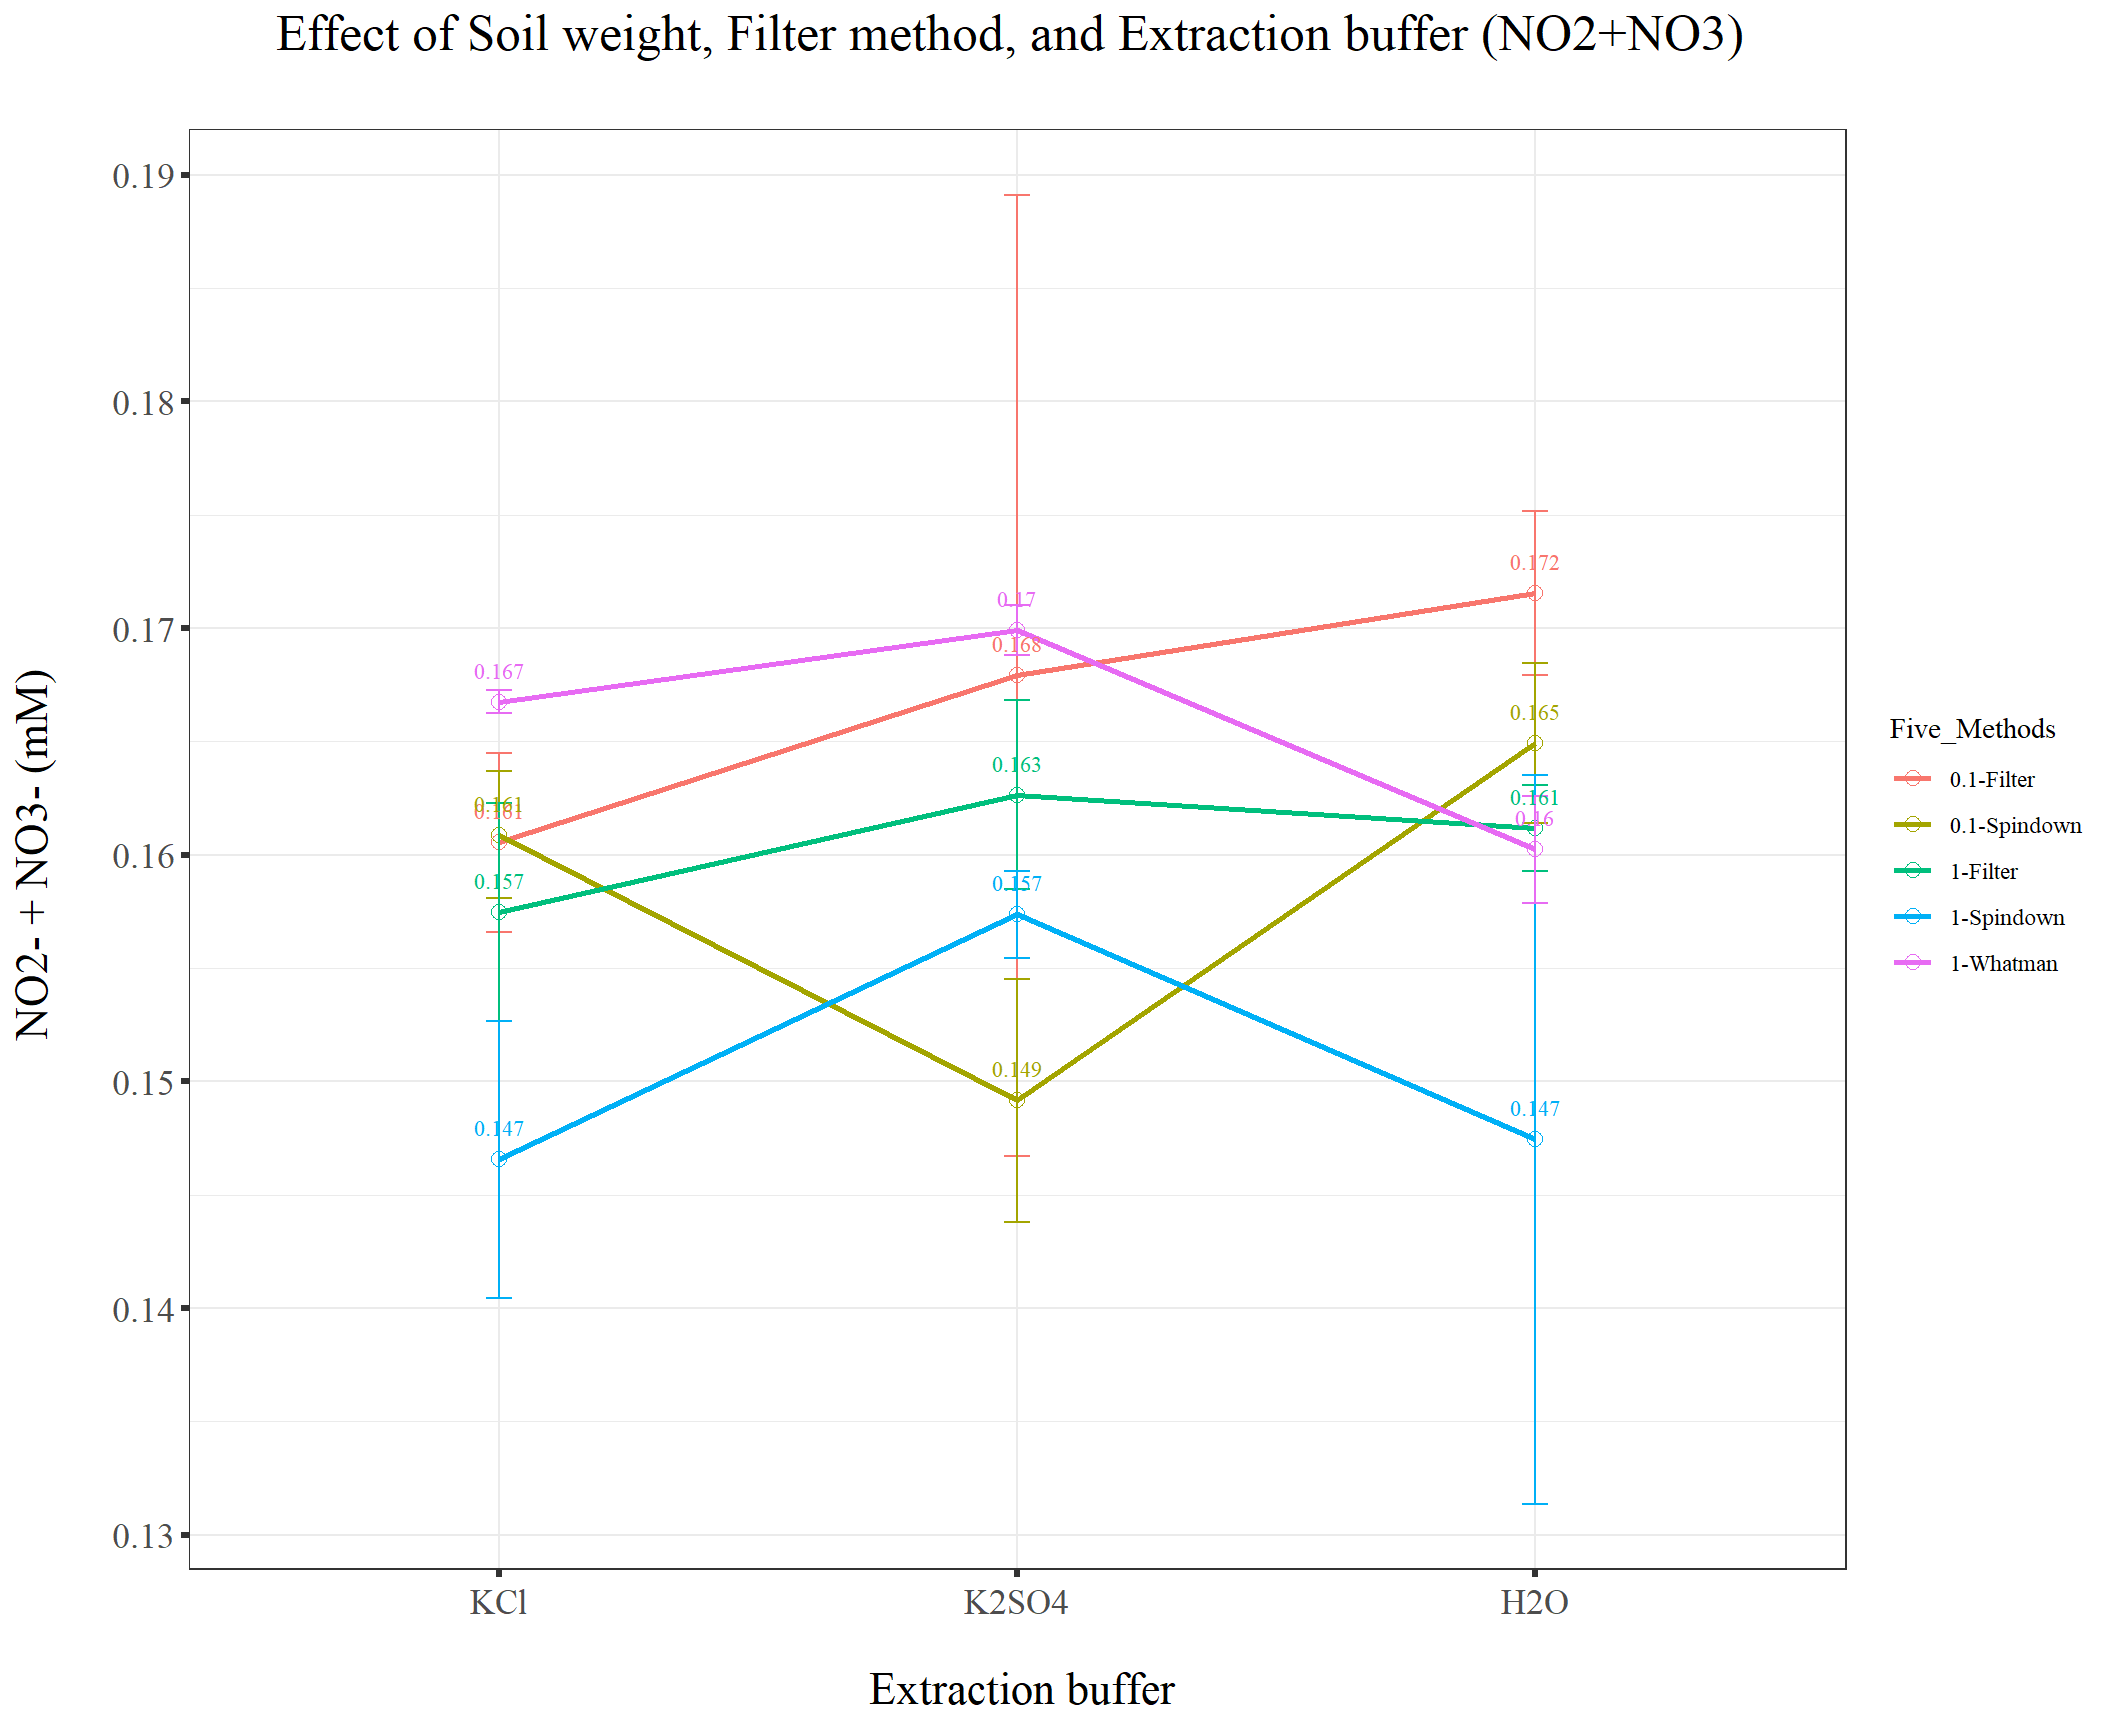 Effect of Soil weight, Filter method, and Extraction buffer (NO2+NO3)
NO2- + NO3- (mM)
0.19
0.18
0.17
0.16
0.15
0.14
0.13
0.167
0.161
0.161
0.157
0.147
0.17
0.168
0.163
0.157
0.149
0.172
0.165
0.161
0.16
0.147
KCl
K2SO4
H2O
Extraction buffer
Five_Methods
0.1-Filter
0.1-Spindown
1-Filter
1-Spindown
1-Whatman